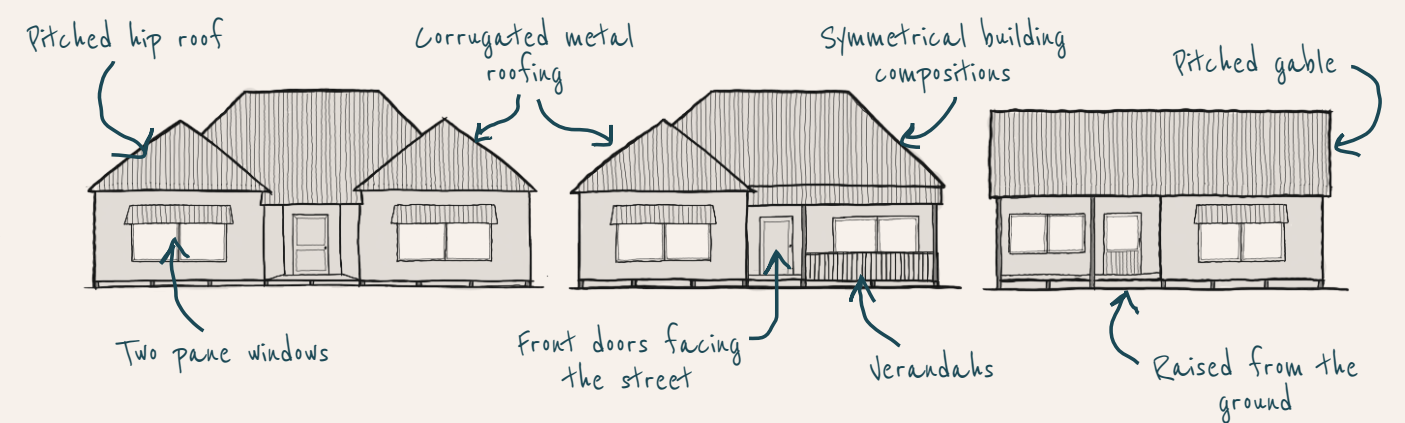 Pitched hip roof
Corrugated metal
roofing
Symmetrical building
compositions
Pitched gable
Two pane windows
Front doors facing
the street
Verandahs
Raised from the
ground